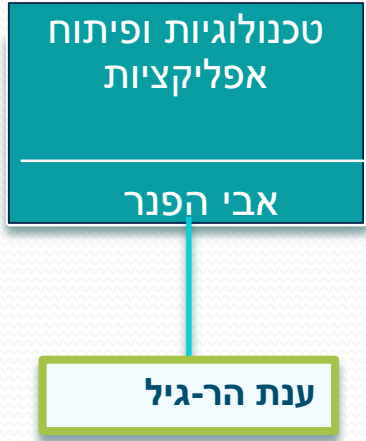 טכנולוגיות ופיתוח
אפליקציות
אבי הפנר
ענת הר-גיל